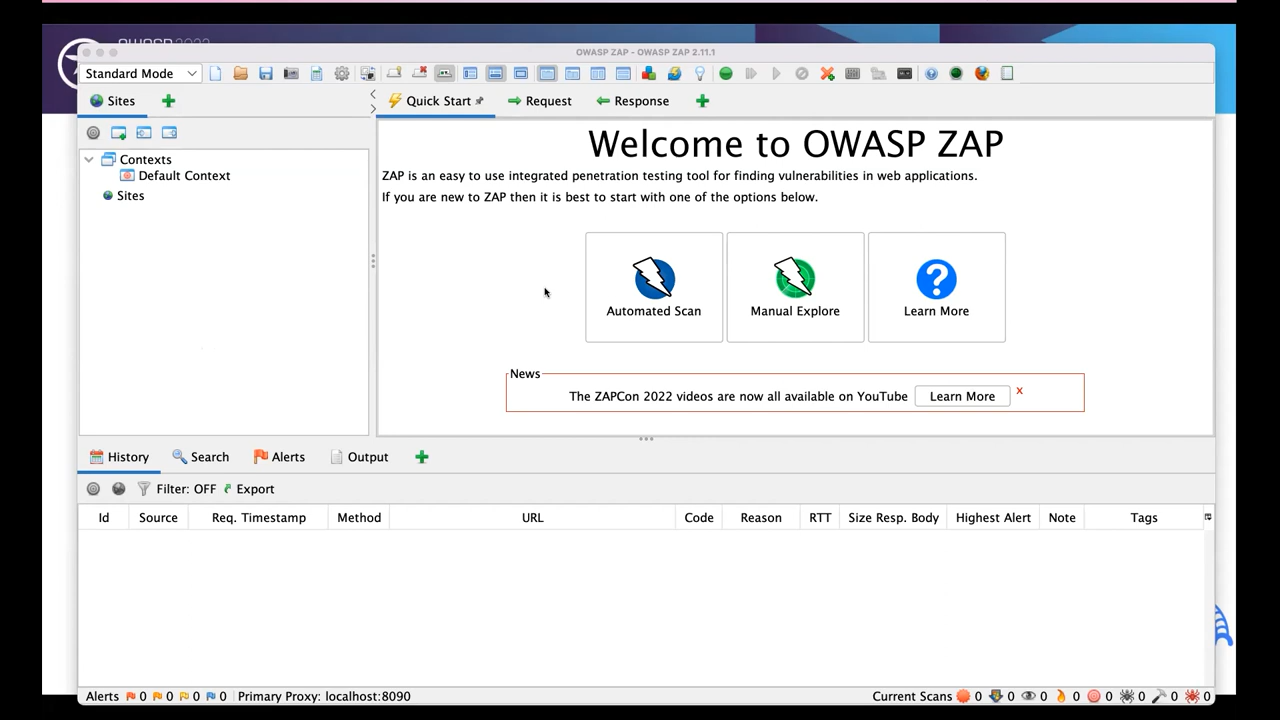 OWASP 2022
OWASP ZAP - OWASP ZAP 2.11.1
Standard Mode
Sites
Quick Start
Request
Response
Contexts
Default Context
Sites
Welcome to OWASP ZAP
ZAP is an easy to use integrated penetration testing tool for finding vulnerabilities in web applications.
If you are new to ZAP then it is best to start with one of the options below.
Automated Scan
Manual Explore
Learn More
News
The ZAPCon 2022 videos are now all available on YouTube
Learn More
x
History
Search
Alerts
Output
Filter: OFF
Export
Id Source Req. Timestamp Method URL Code Reason RTT Size Resp. Body Highest Alert Note Tags
Alerts 0 0 0 0 Primary Proxy: localhost:8090
Current Scans 0 0 0 0 0 0 0 0